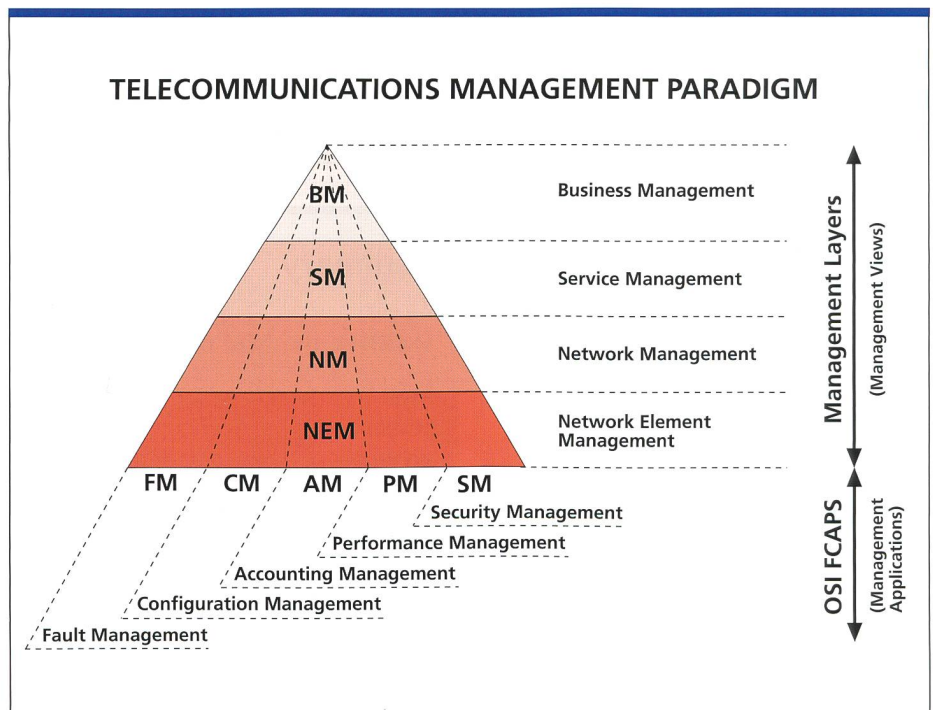 TELECOMMUNICATIONS MANAGEMENT PARADIGM
BM
Business Management
SM
Service Management
NM
Network Management
NEM
Network Element
Management
Management Layers
(Management Views)
FM CM AM PM SM
Security Management
Performance Management
Accounting Management
Configuration Management
Fault Management
OSI FCAPS
(Management
Applications)